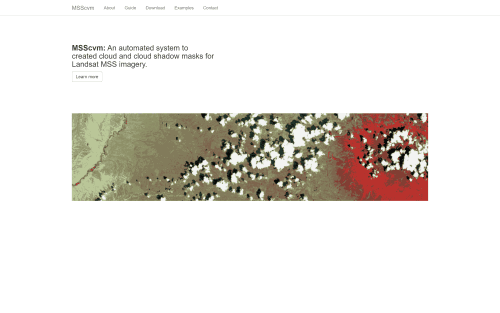 MSScvm About Guide Download Examples Contact
MSScvm: An automated system to
created cloud and cloud shadow masks for
Landsat MSS imagery.
Learn more